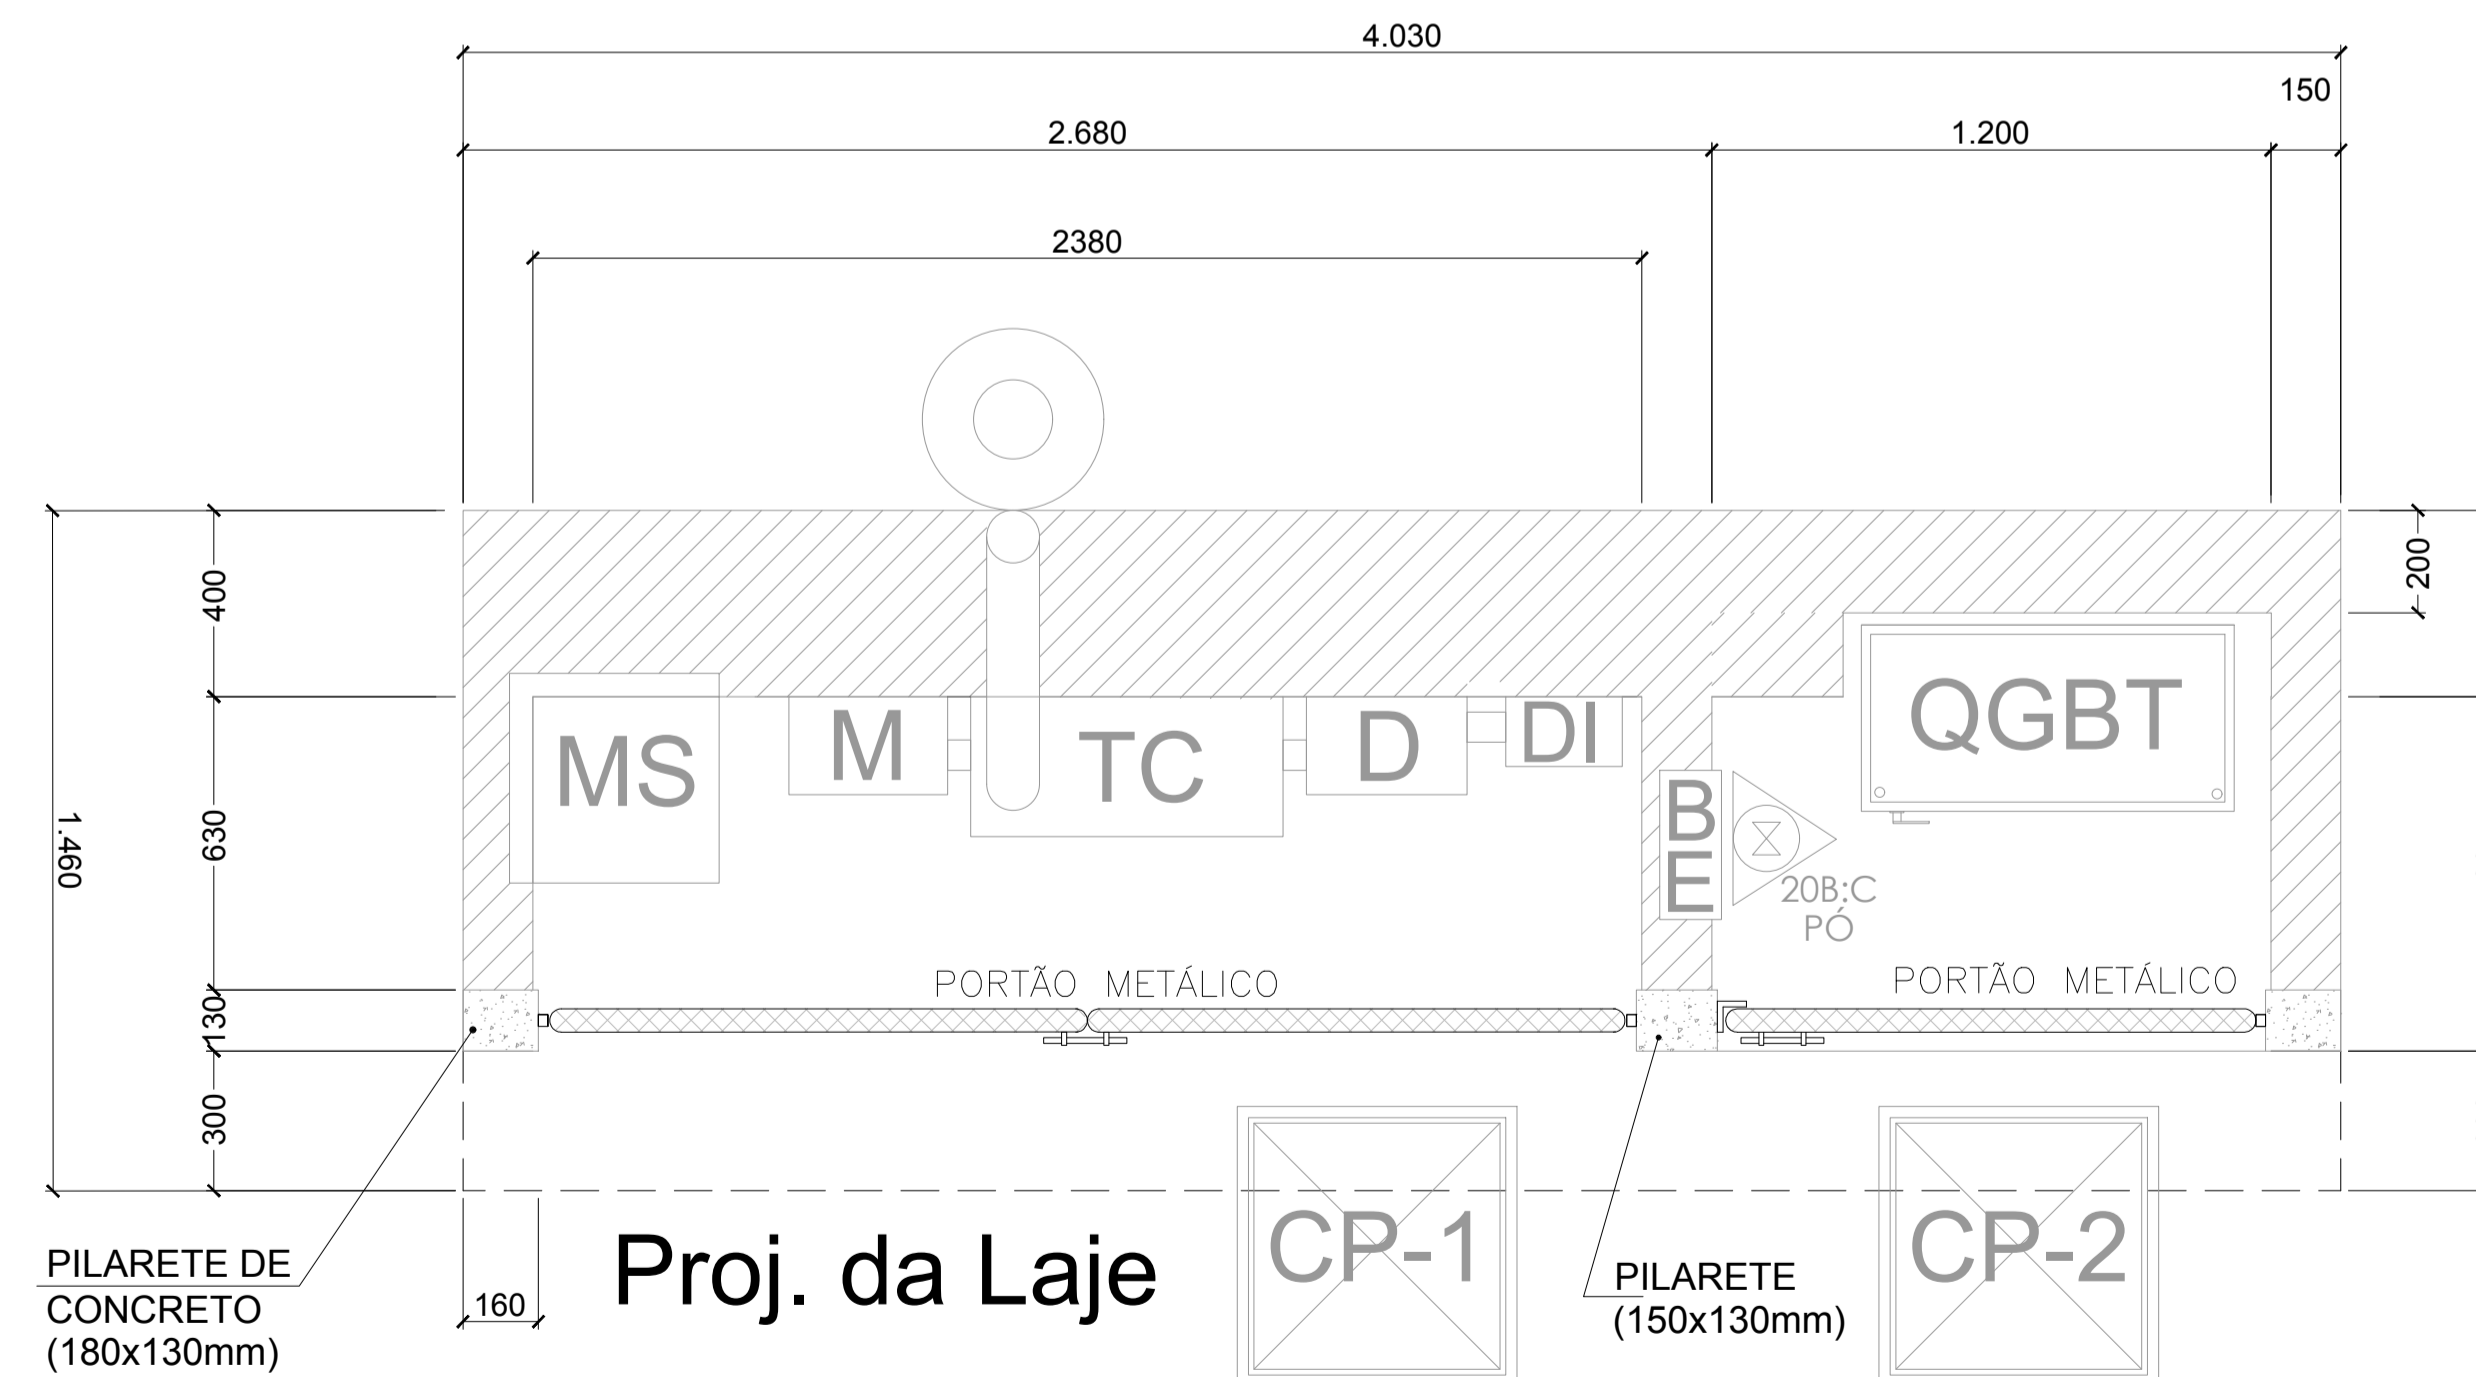 4.030
150
2.680
1.200
2380
400
200
MS
M
TC
D
DI
QGBT
B
E
630
1.460
20B:C
PÓ
PORTÃO METÁLICO
PORTÃO METÁLICO
130
300
CP-1
CP-2
Proj. da Laje
PILARETE DE
CONCRETO
(180x130mm)
160
PILARETE
(150x130mm)